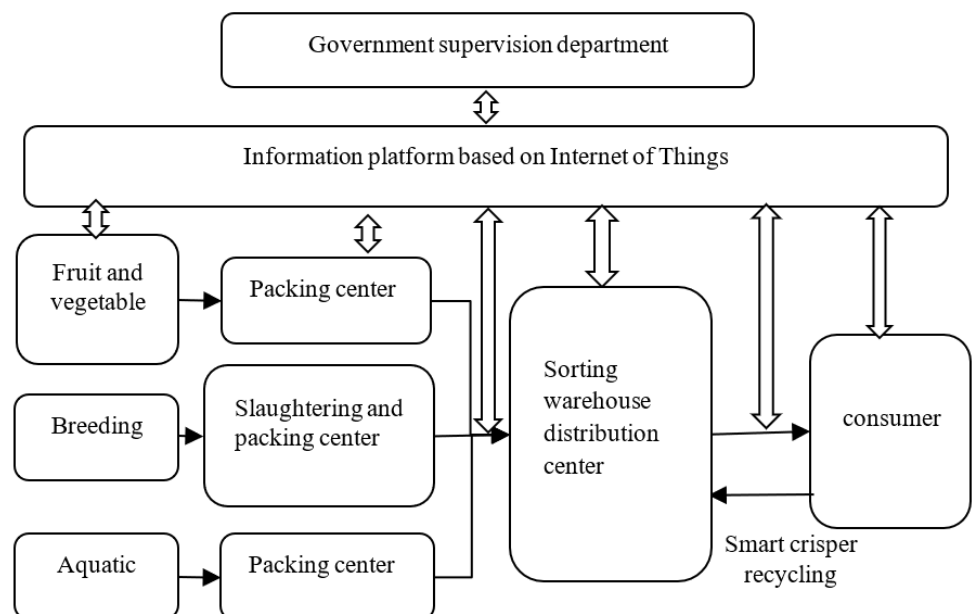 Government supervision department
Information platform based on Internet of Things
Fruit and
vegetable
Packing center
Breeding
Slaughtering and
packing center
Aquatic
Packing center
Sorting
warehouse
distribution
center
consumer
Smart crisper
recycling